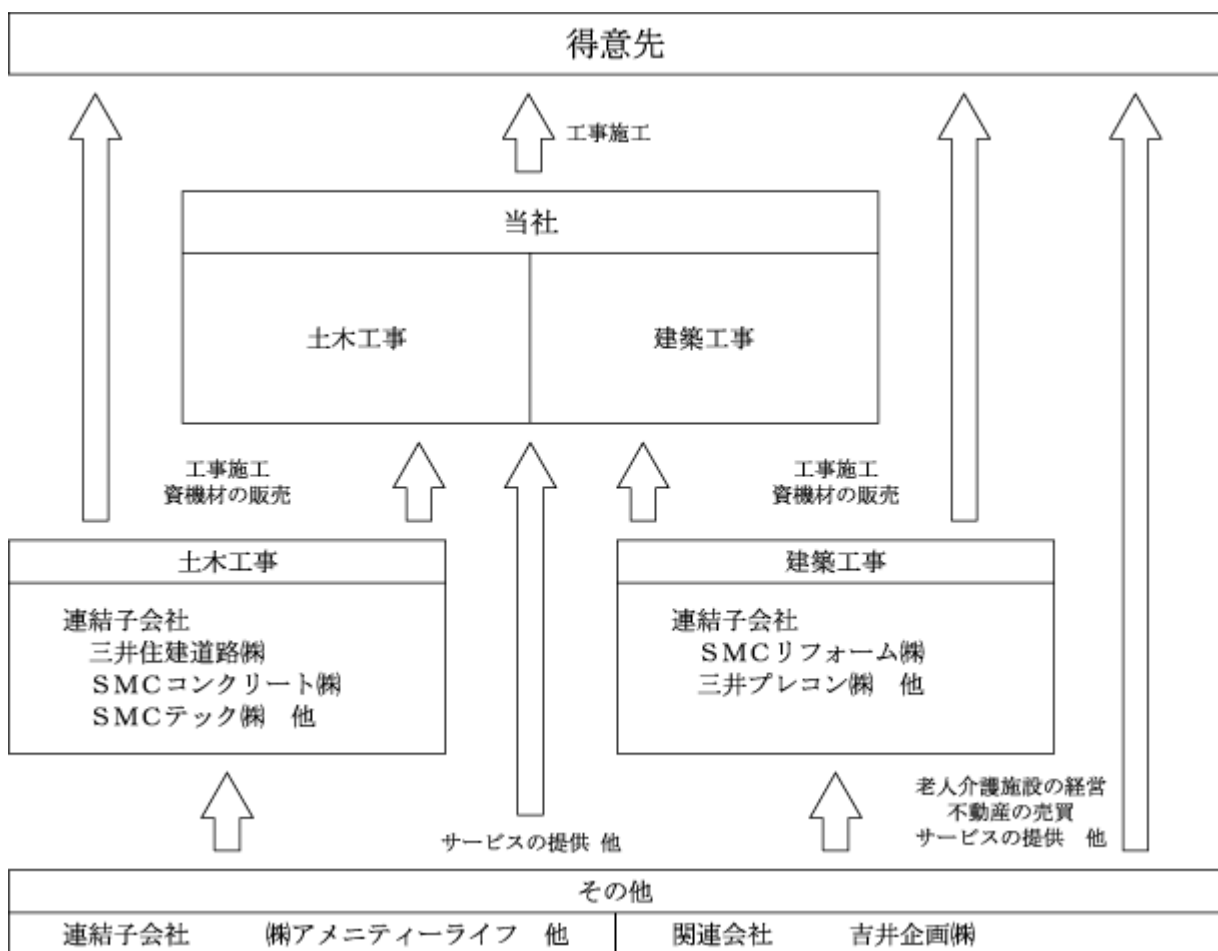 得意先
工事施工
当社
土木工事
建築工事
工事施工
資機材の販売
工事施工
資機材の販売
土木工事
連結子会社
三井住建道路㈱
ＳＭＣコンクリート㈱
ＳＭＣテック㈱　他
建築工事
連結子会社
ＳＭＣリフォーム㈱
三井プレコン㈱　他
サービスの提供 他
老人介護施設の経営
不動産の売買
サービスの提供　他
その他
連結子会社　　㈱アメニティーライフ　他
関連会社　　吉井企画㈱